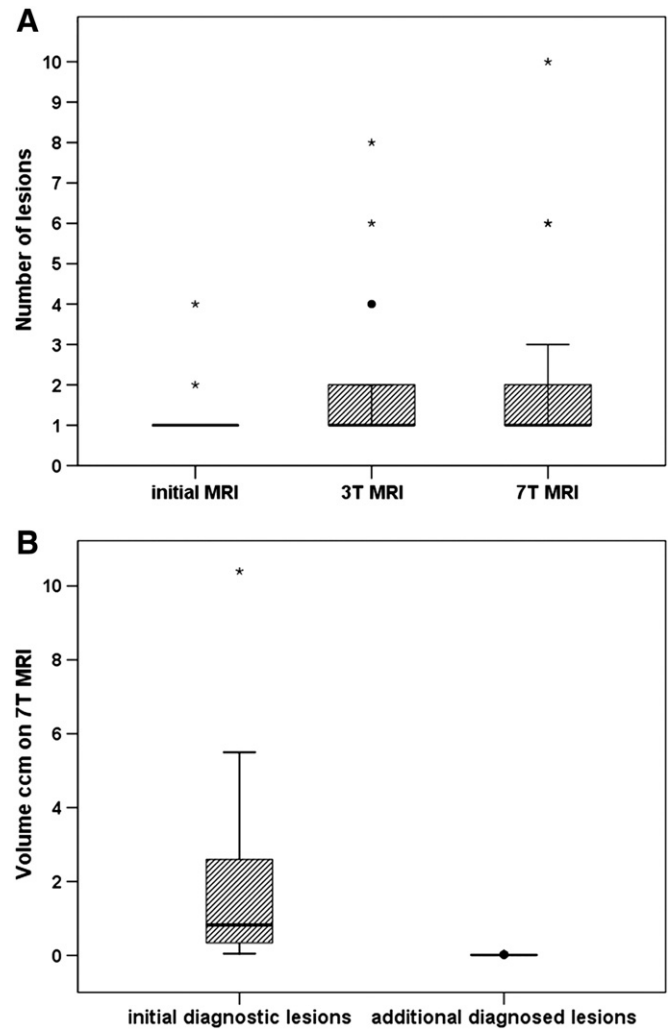 A
Number of lesions
10
9
8
7
6
5
4
3
2
1
0
initial MRI 3T MRI 7T MRI
B
Volume ccm on 7T MRI
10
8
6
4
2
0
initial diagnostic lesions additional diagnosed lesions